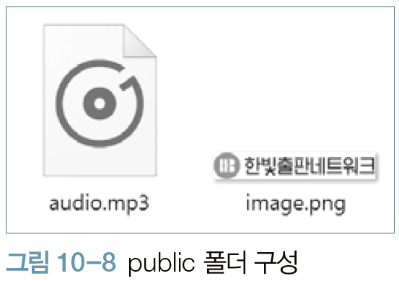 한빛출판네트워크
audio.mp3
image.png
그림 10-8 public 폴더 구성